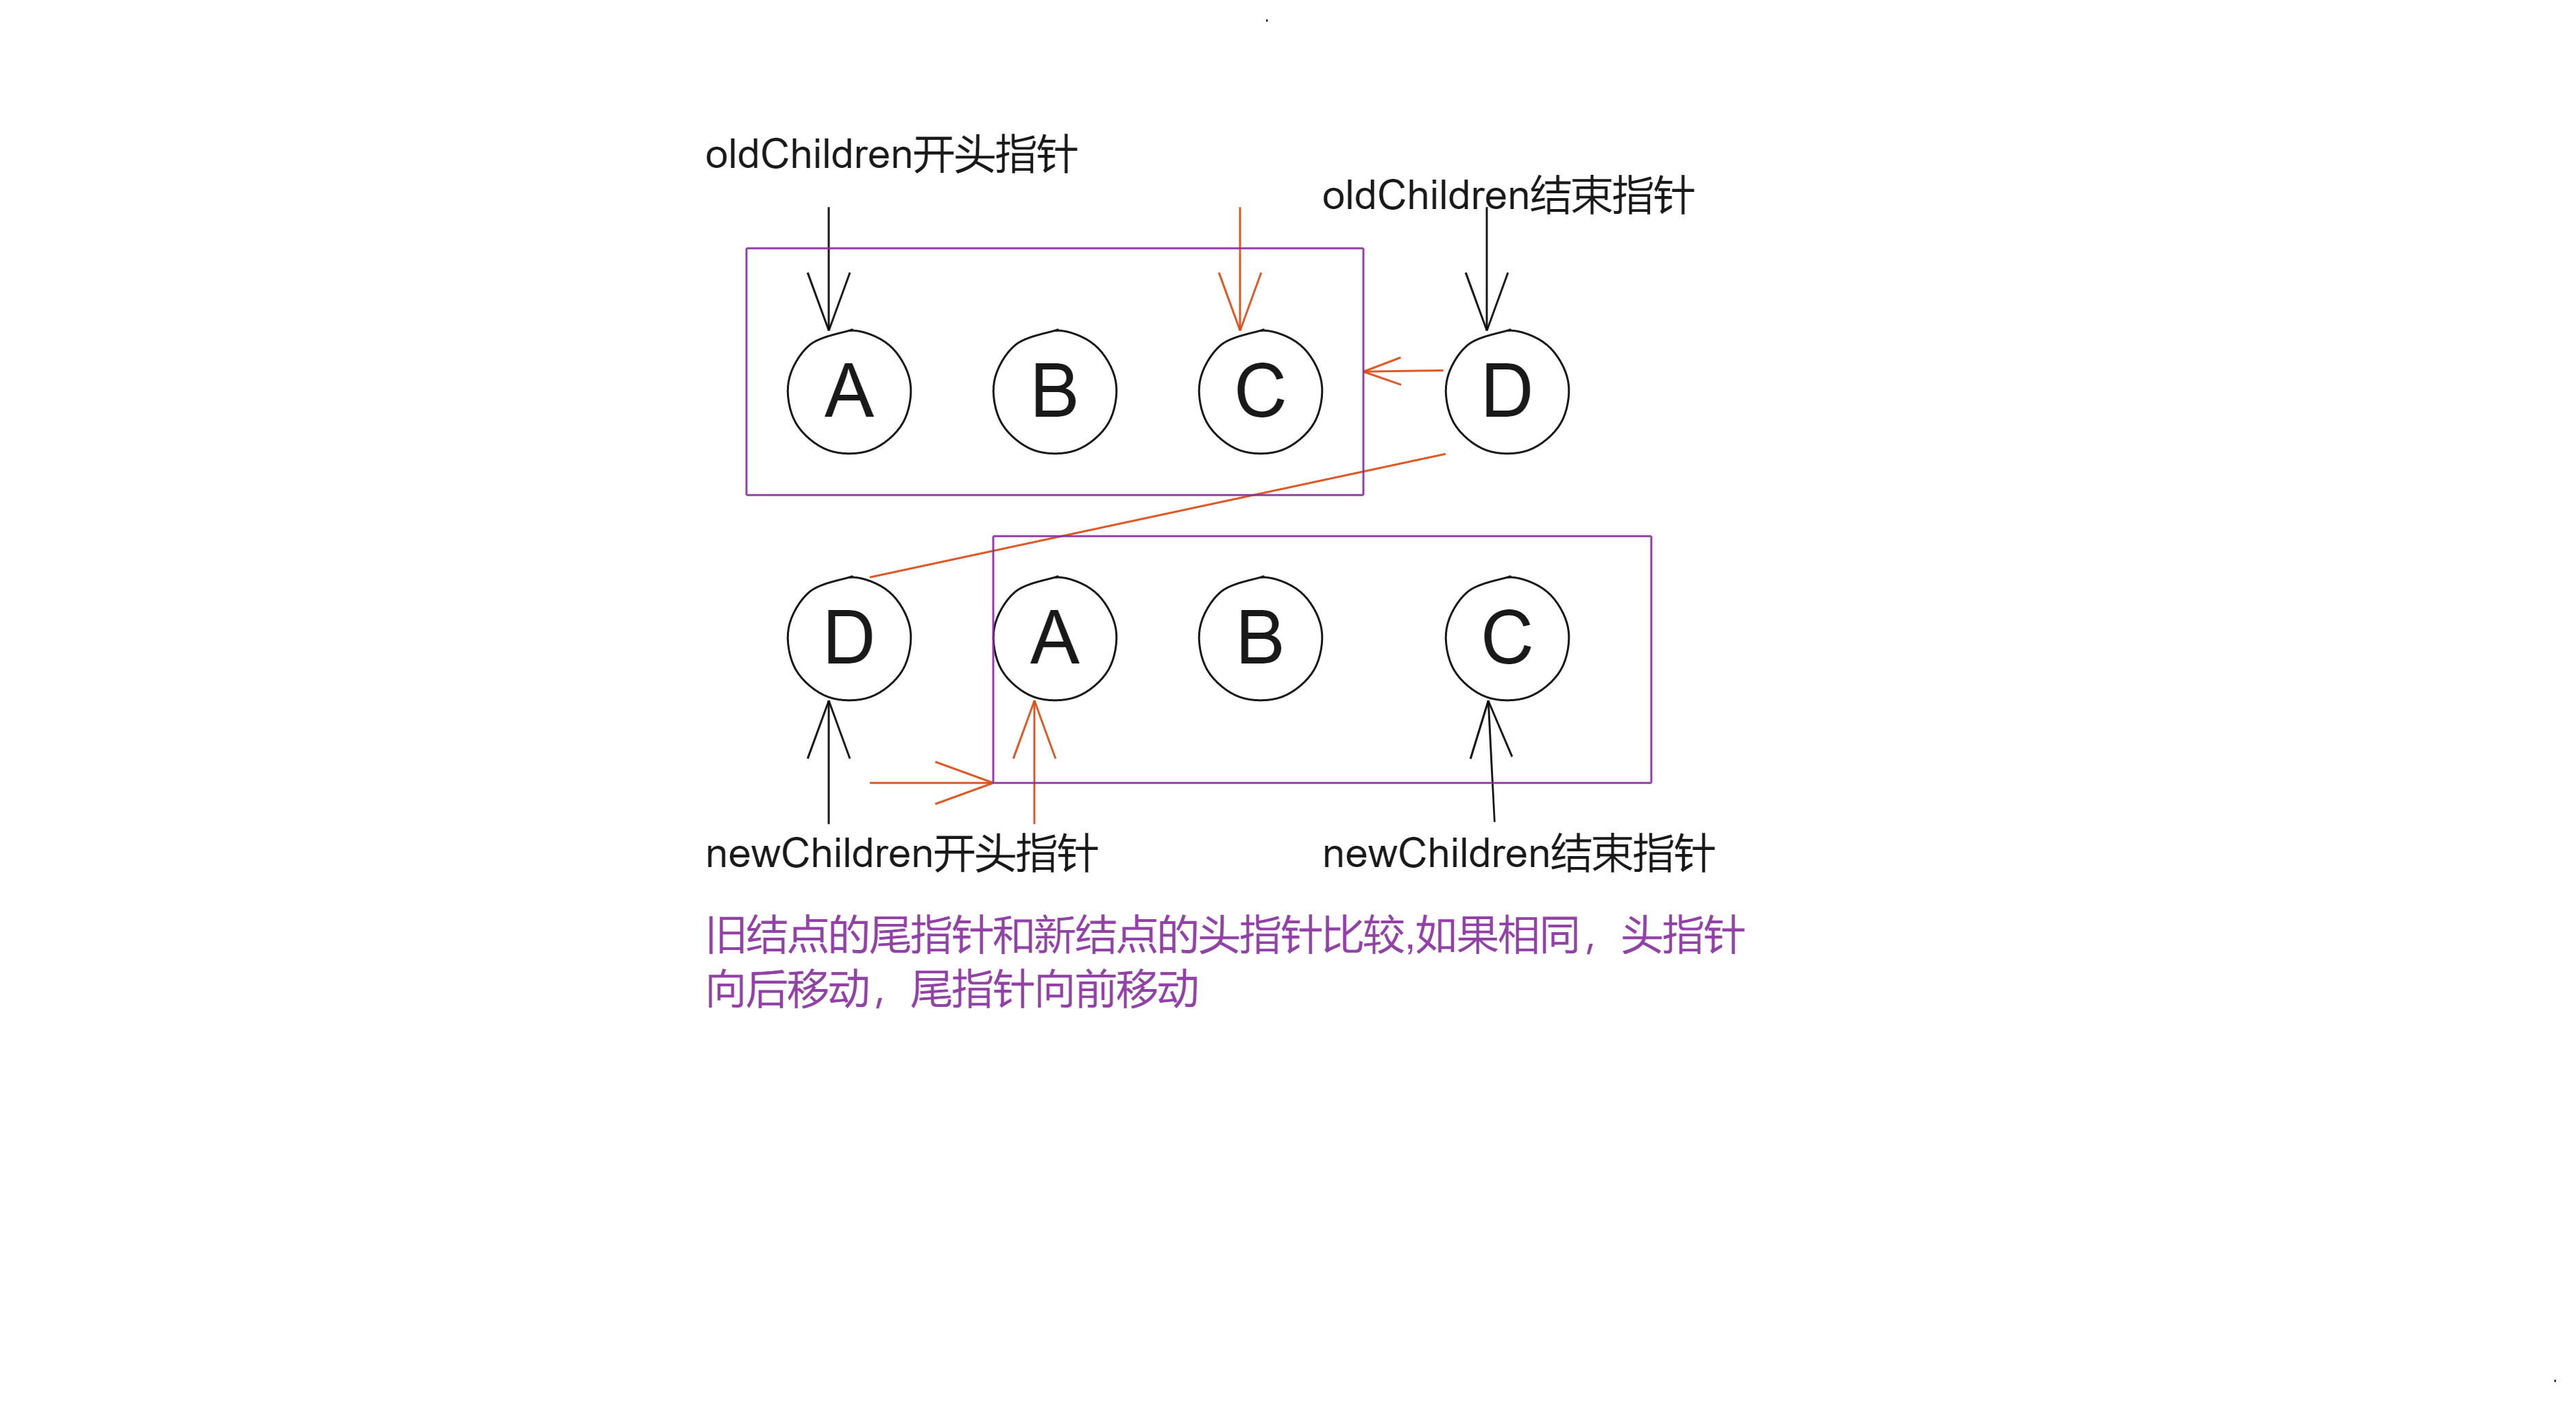 oldChildren开头指针
oldChildren结束指针
A B C D
D A B C
newChildren开头指针 newChildren结束指针
旧结点的尾指针和新结点的头指针比较,如果相同，头指针
向后移动，尾指针向前移动